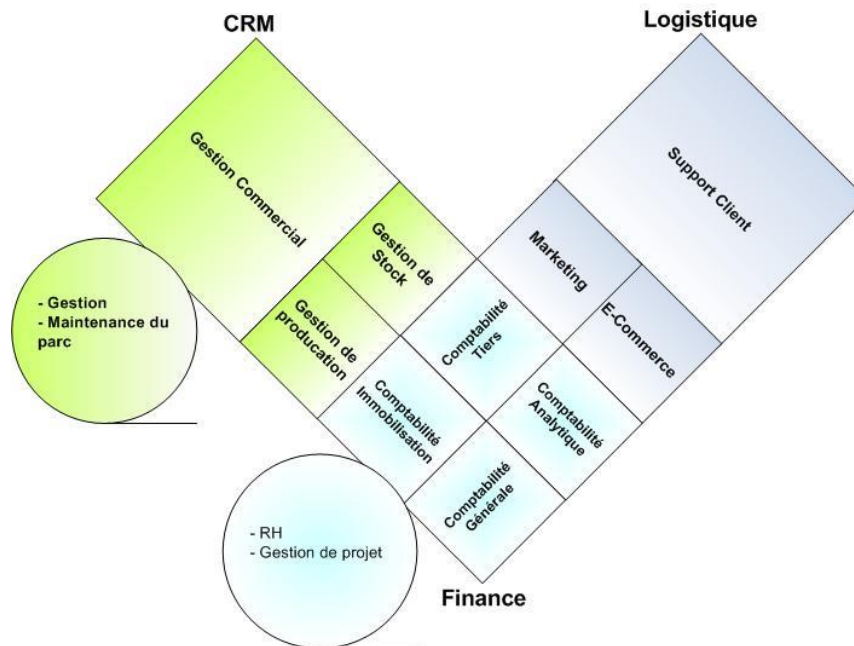 CRM
Logistique
Gestion Commercial
Support Client
Gestion de
Stock
Marketing
- Gestion
- Maintenance du
parc
Gestion de
producation
Comptabilité
Tiers
E-Commerce
Comptabilité
Immobilisation
Comptabilité
Analytique
Comptabilité
Générale
- RH
- Gestion de projet
Finance